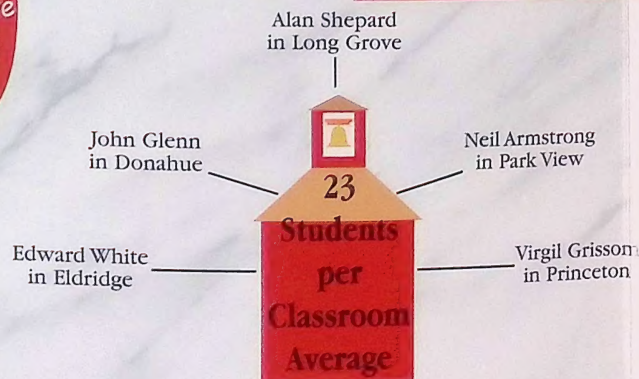 e
Alan Shepard
in Long Grove
John Glenn
in Donahue
Neil Armstrong
in Park View
23
Students
per
Classroom
Average
Edward White
in Eldridge
Virgil Grissom
in Princeton